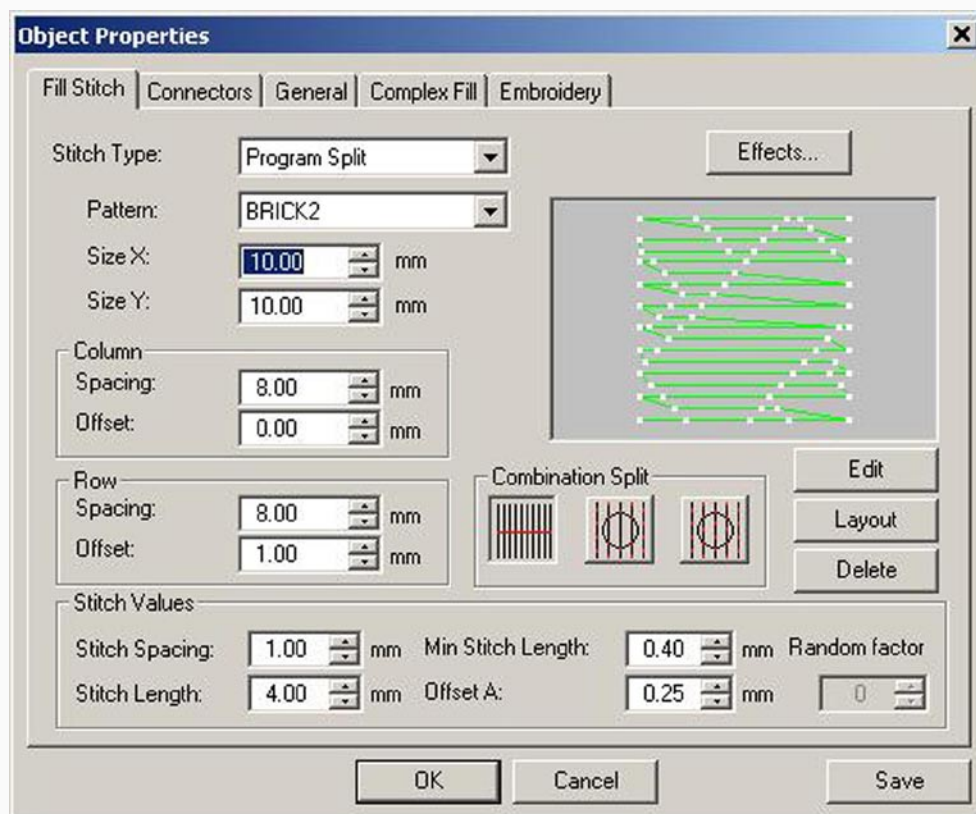 Object Properties
Fill Stitch Connectors General Complex Fill Embroidery
Stitch Type: Program Split Effects...
Pattern: BRICK2
Size X: 10.00 mm
Size Y: 10.00 mm
Column
Spacing: 8.00 mm
Offset: 0.00 mm
Row
Spacing: 8.00 mm
Offset: 1.00 mm
Combination Split
Edit
Layout
Delete
Stitch Values
Stitch Spacing: 1.00 mm Min Stitch Length: 0.40 mm Random factor
Stitch Length: 4.00 mm Offset A: 0.25 mm 0
OK Cancel Save